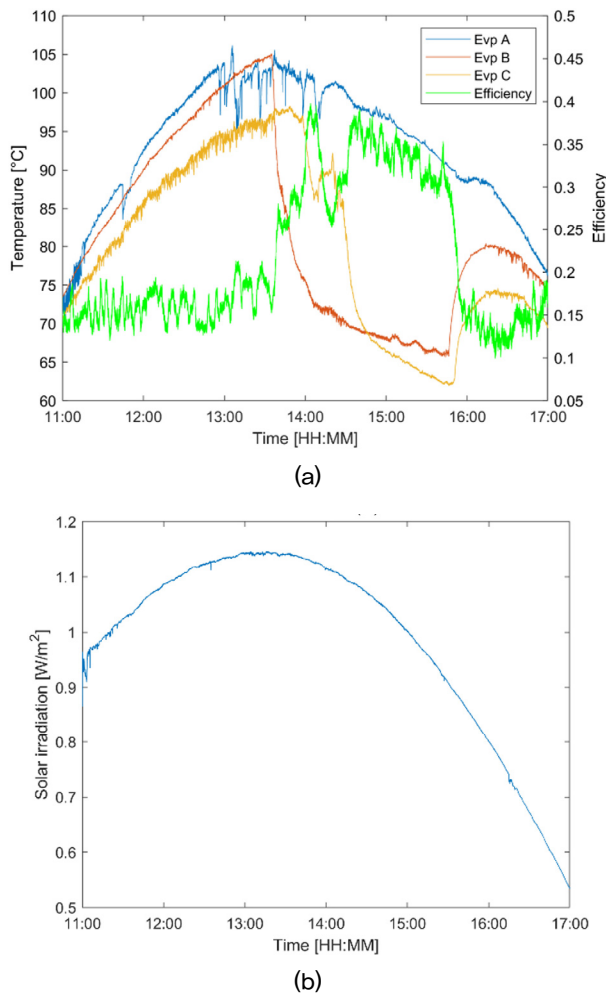 110
105
100
95
90
85
80
75
70
65
60
Temperature [°C]
0.5
0.45
0.4
0.35
0.3
0.25
0.2
0.15
0.1
0.05
Efficiency
Evp A
Evp B
Evp C
Efficiency
11:00 12:00 13:00 14:00 15:00 16:00 17:00
Time [HH:MM]
(a)
1.2
1.1
1
0.9
0.8
0.7
0.6
0.5
Solar irradiation [W/m²]
11:00 12:00 13:00 14:00 15:00 16:00 17:00
Time [HH:MM]
(b)